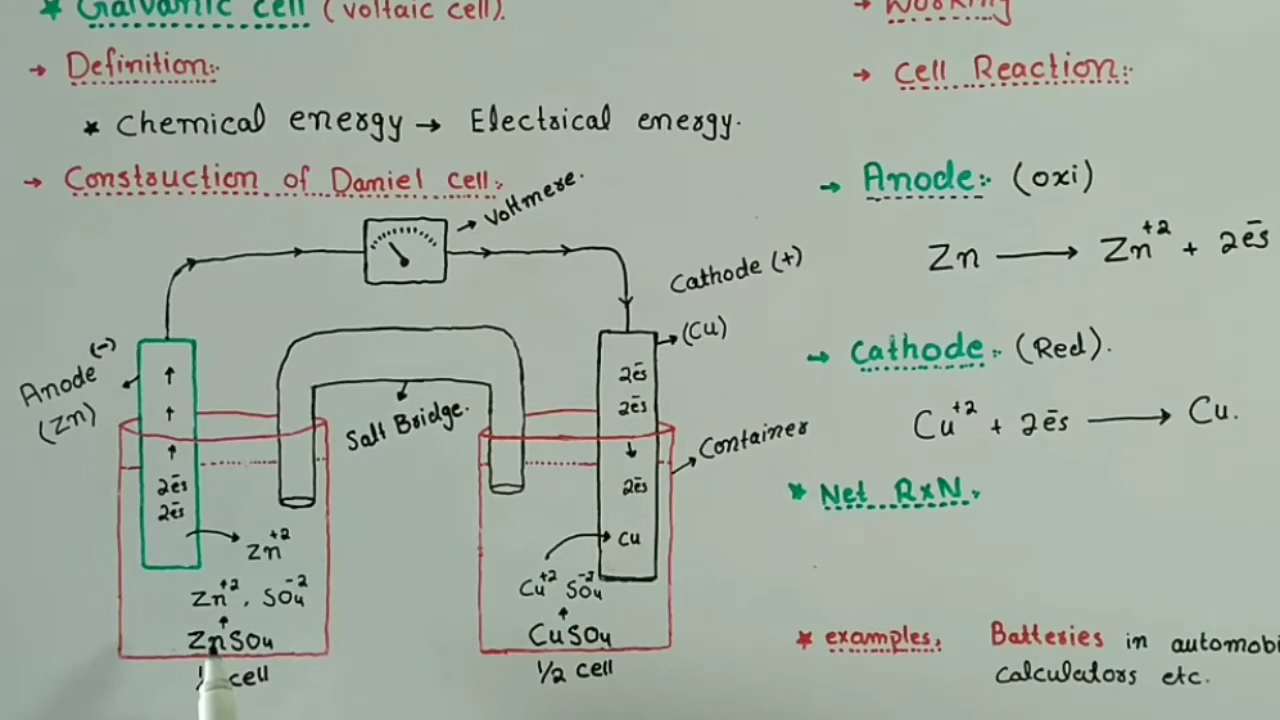 * Galvanic cell (voltaic cell).
→ Definition:-
* Chemical energy → Electrical energy.
→ Construction of Daniel cell:-
→ Voltmere.
Anode (-)
(Zn)
Cathode (+)
→ (Cu)
Salt Bridge.
Container
↑
↑
↑
2ēs
2ēs
Zn+2
Zn+2, SO4-2
↑
ZnSO4
1/2 cell
2ēs
2ēs
↓
2ēs
Cu
Cu+2 SO4-2
↑
CuSO4
1/2 cell
→ Working
→ Cell Reaction:-
→ Anode:- (oxi)
Zn → Zn+2 + 2ēs
→ Cathode:- (Red).
Cu+2 + 2ēs → Cu.
* Net RxN.
* examples, Batteries in automobi
calculators etc.